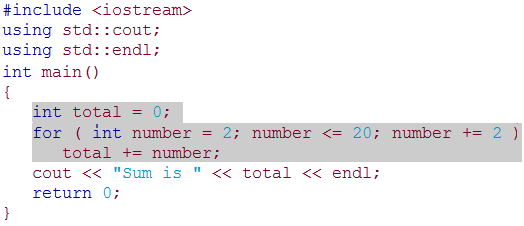 #include <iostream>
using std::cout;
using std::endl;
int main()
{
int total = 0;
for ( int number = 2; number <= 20; number += 2 )
total += number;
cout << "Sum is " << total << endl;
return 0;
}